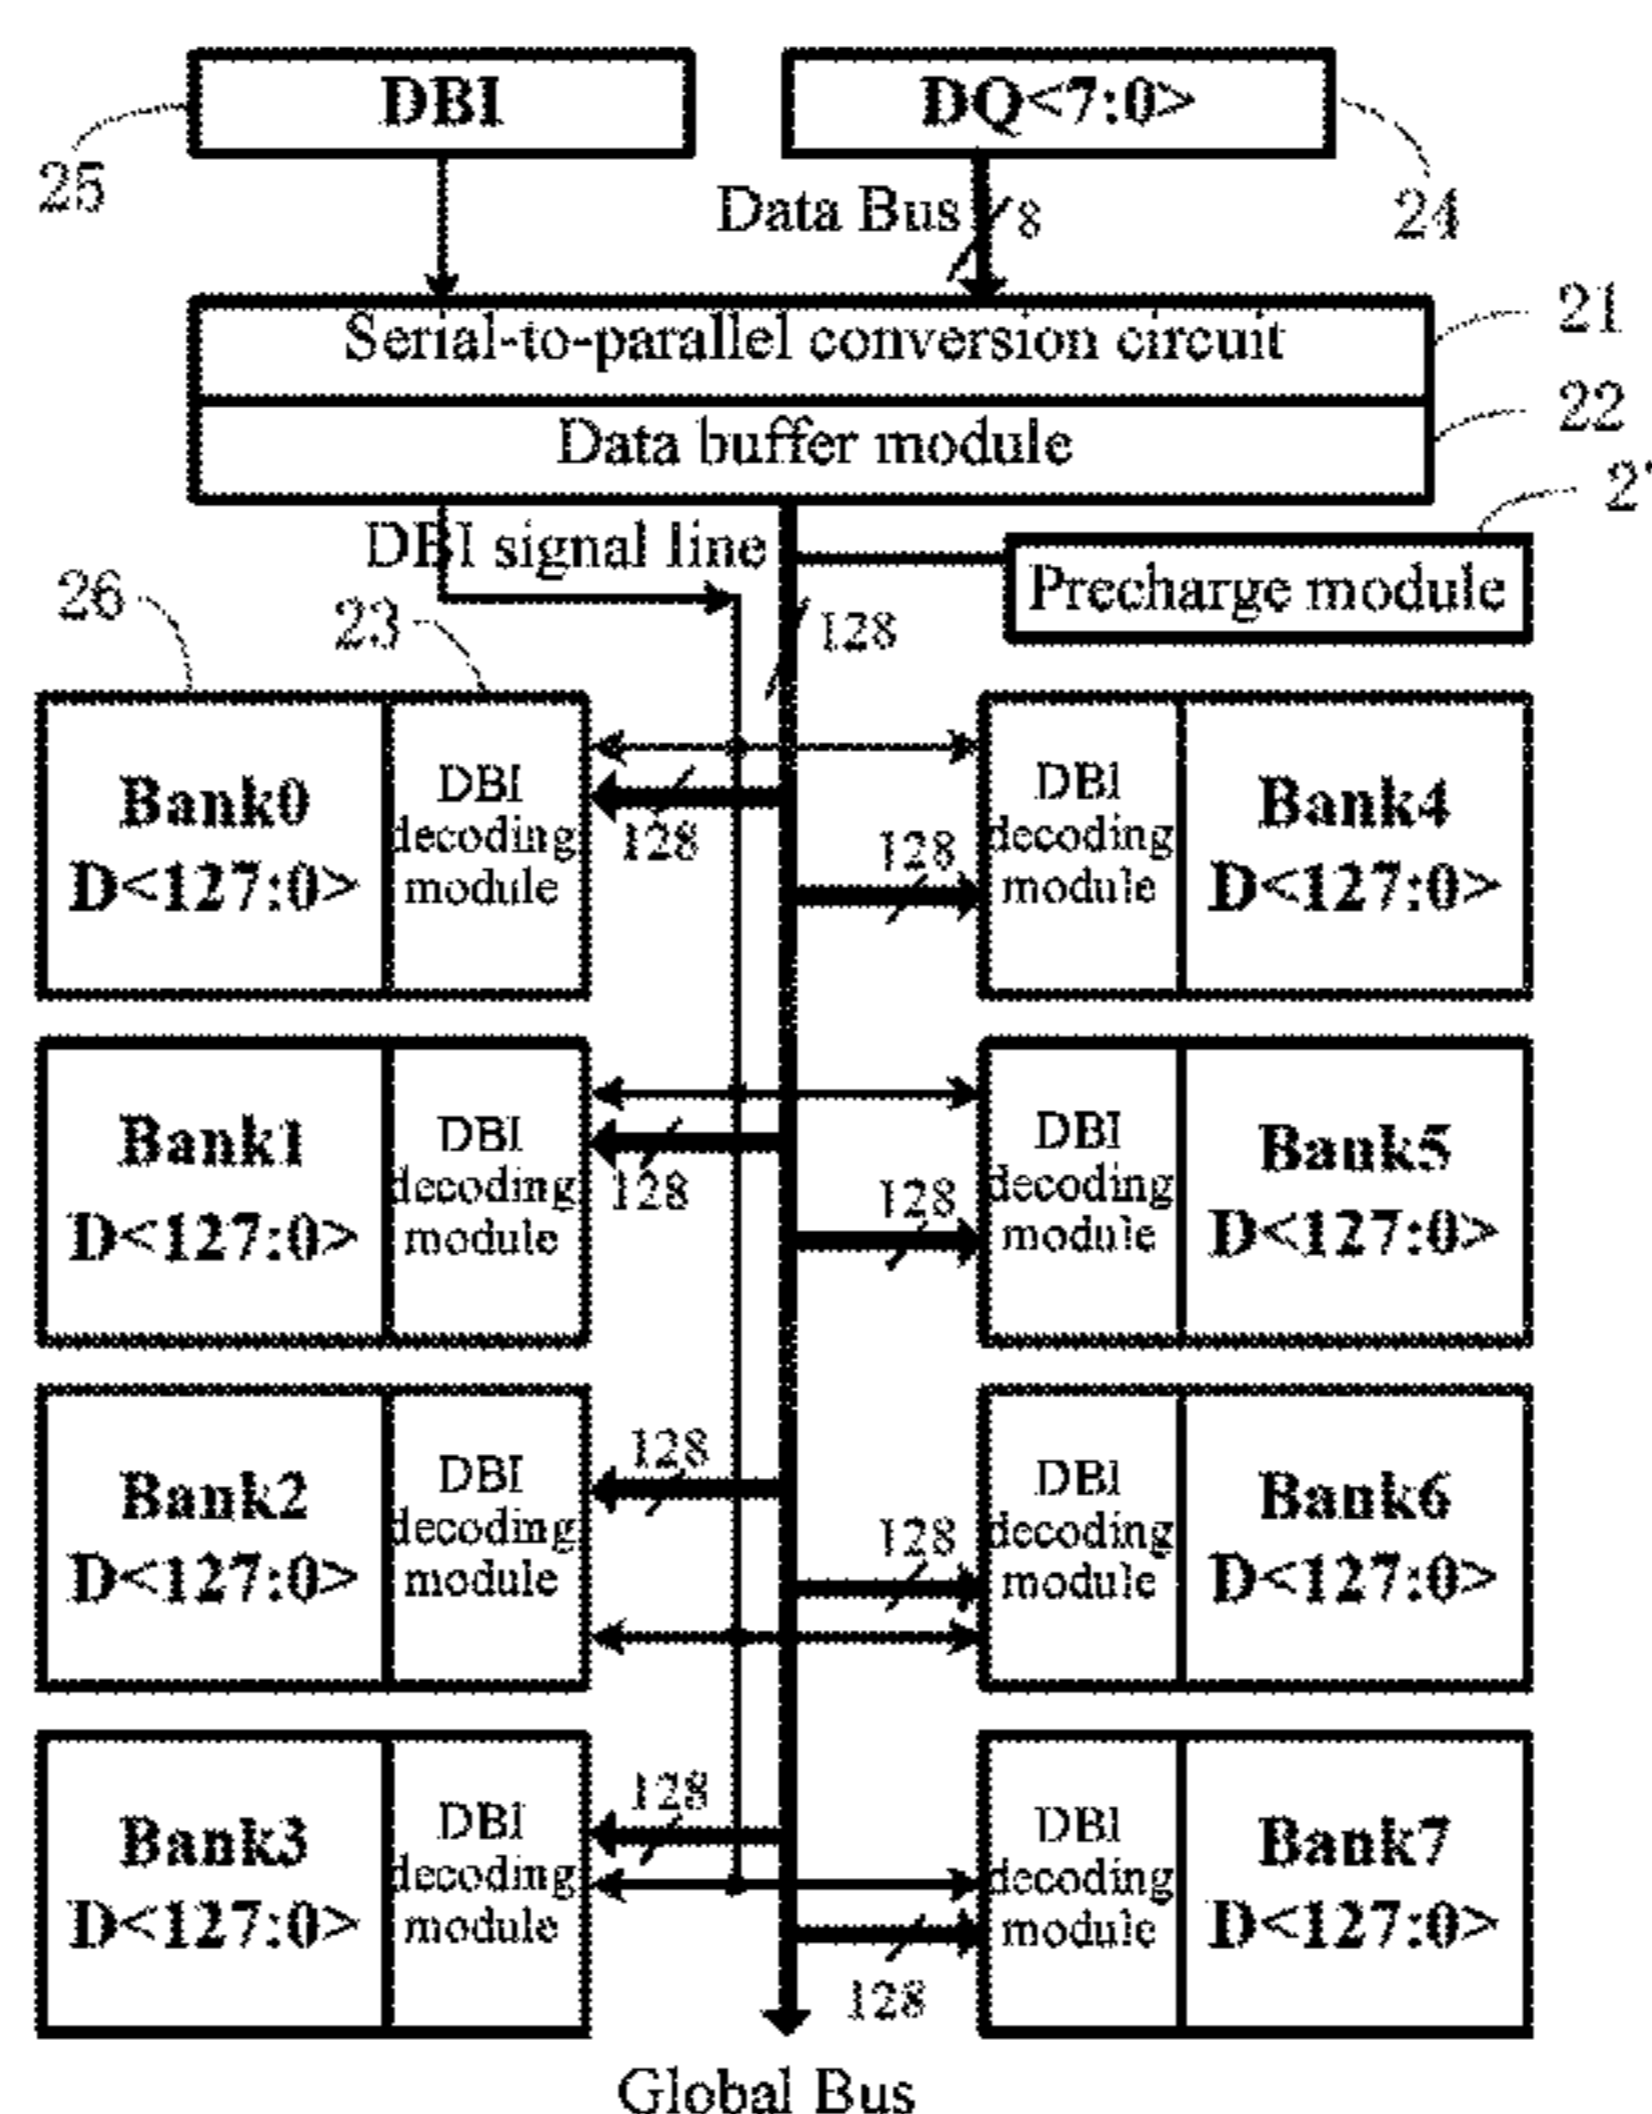 DBI
DQ<7:0>
25
24
Data Bus
8
Serial-to-parallel conversion circuit
21
Data buffer module
22
DBI signal line
Precharge module
26
23
128
Bank0
D<127:0>
DBI
decoding
module
128
128
DBI
decoding
module
Bank4
D<127:0>
Bank1
D<127:0>
DBI
decoding
module
128
128
DBI
decoding
module
Bank5
D<127:0>
Bank2
D<127:0>
DBI
decoding
module
128
128
DBI
decoding
module
Bank6
D<127:0>
Bank3
D<127:0>
DBI
decoding
module
128
128
DBI
decoding
module
Bank7
D<127:0>
Global Bus